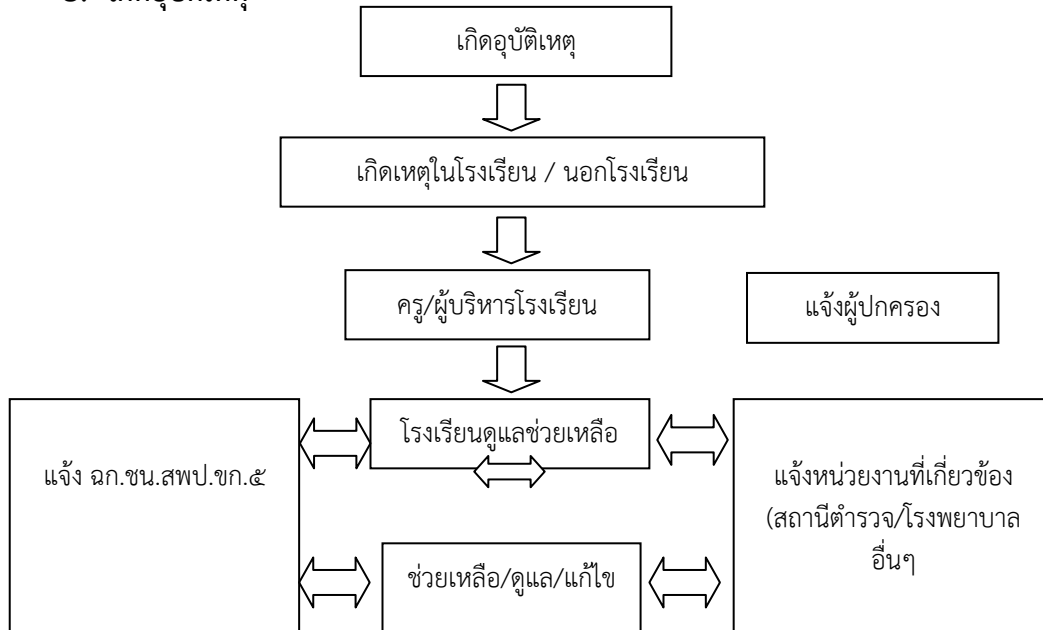 เกิดอุบัติเหตุ
เกิดเหตุในโรงเรียน / นอกโรงเรียน
ครู/ผู้บริหารโรงเรียน
แจ้งผู้ปกครอง
โรงเรียนดูแลช่วยเหลือ
แจ้ง ฉก.ชน.สพป.ขก.๕
แจ้งหน่วยงานที่เกี่ยวข้อง
(สถานีตำรวจ/โรงพยาบาล
อื่นๆ
ช่วยเหลือ/ดูแล/แก้ไข